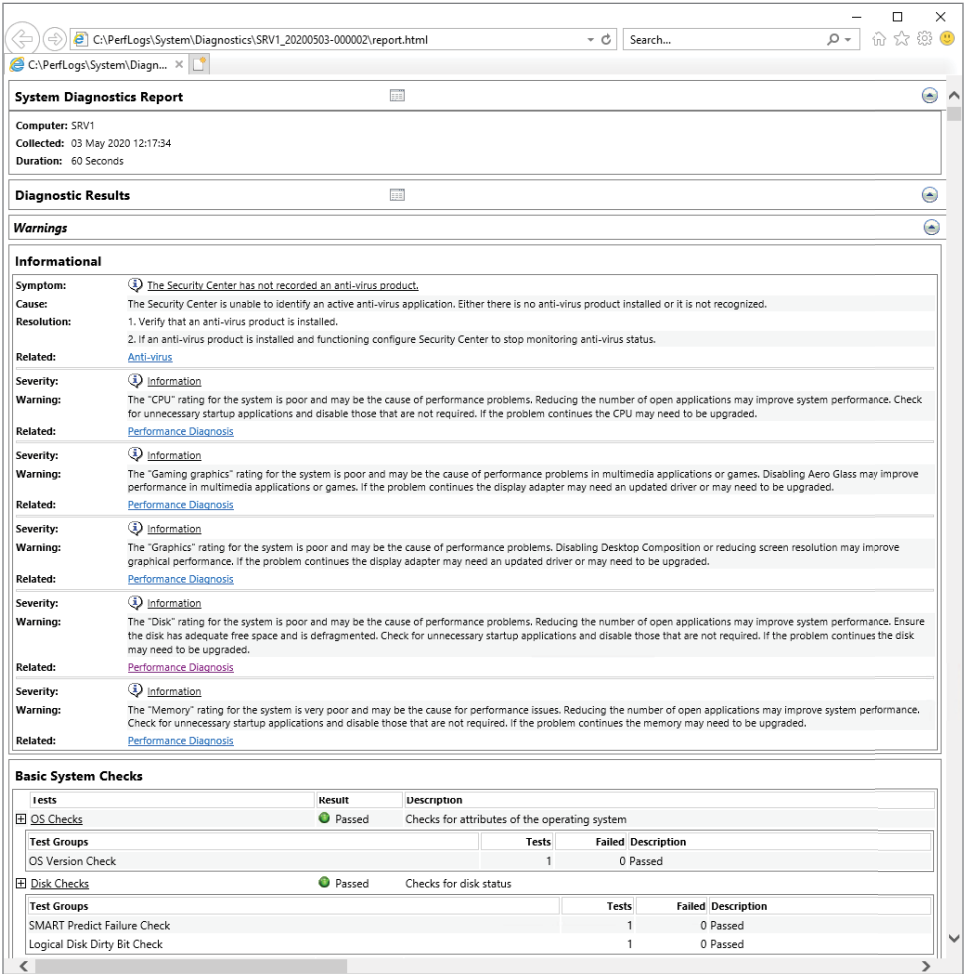 C:\PerfLogs\System\Diagnostics\SRV1_20200503-000002\report.html
Search...
C:\PerfLogs\System\Diagn...
System Diagnostics Report
Computer: SRV1
Collected: 03 May 2020 12:17:34
Duration: 60 Seconds
Diagnostic Results
Warnings
Informational
Symptom: The Security Center has not recorded an anti-virus product.
Cause: The Security Center is unable to identify an active anti-virus application. Either there is no anti-virus product installed or it is not recognized.
Resolution: 1. Verify that an anti-virus product is installed.
2. If an anti-virus product is installed and functioning configure Security Center to stop monitoring anti-virus status.
Related: Anti-virus
Severity: Information
Warning: The "CPU" rating for the system is poor and may be the cause of performance problems. Reducing the number of open applications may improve system performance. Check
for unnecessary startup applications and disable those that are not required. If the problem continues the CPU may need to be upgraded.
Related: Performance Diagnosis
Severity: Information
Warning: The "Gaming graphics" rating for the system is poor and may be the cause of performance problems in multimedia applications or games. Disabling Aero Glass may improve
performance in multimedia applications or games. If the problem continues the display adapter may need an updated driver or may need to be upgraded.
Related: Performance Diagnosis
Severity: Information
Warning: The "Graphics" rating for the system is poor and may be the cause of performance problems. Disabling Desktop Composition or reducing screen resolution may improve
graphical performance. If the problem continues the display adapter may need an updated driver or may need to be upgraded.
Related: Performance Diagnosis
Severity: Information
Warning: The "Disk" rating for the system is poor and may be the cause of performance problems. Reducing the number of open applications may improve system performance. Ensure
the disk has adequate free space and is defragmented. Check for unnecessary startup applications and disable those that are not required. If the problem continues the disk
may need to be upgraded.
Related: Performance Diagnosis
Severity: Information
Warning: The "Memory" rating for the system is very poor and may be the cause for performance issues. Reducing the number of open applications may improve system performance.
Check for unnecessary startup applications and disable those that are not required. If the problem continues the memory may need to be upgraded.
Related: Performance Diagnosis
Basic System Checks
Tests Result Description
OS Checks Passed Checks for attributes of the operating system
Test Groups Tests Failed Description
OS Version Check 1 0 Passed
Disk Checks Passed Checks for disk status
Test Groups Tests Failed Description
SMART Predict Failure Check 1 0 Passed
Logical Disk Dirty Bit Check 1 0 Passed